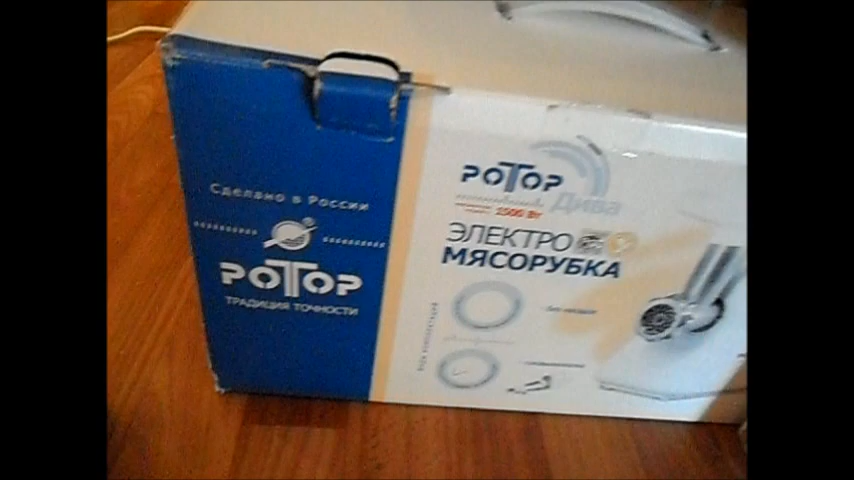 Сделано в России
РОТОР
ТРАДИЦИЯ ТОЧНОСТИ
РОТОР
Дива
1500 Вт
ЭЛЕКТРО
МЯСОРУБКА